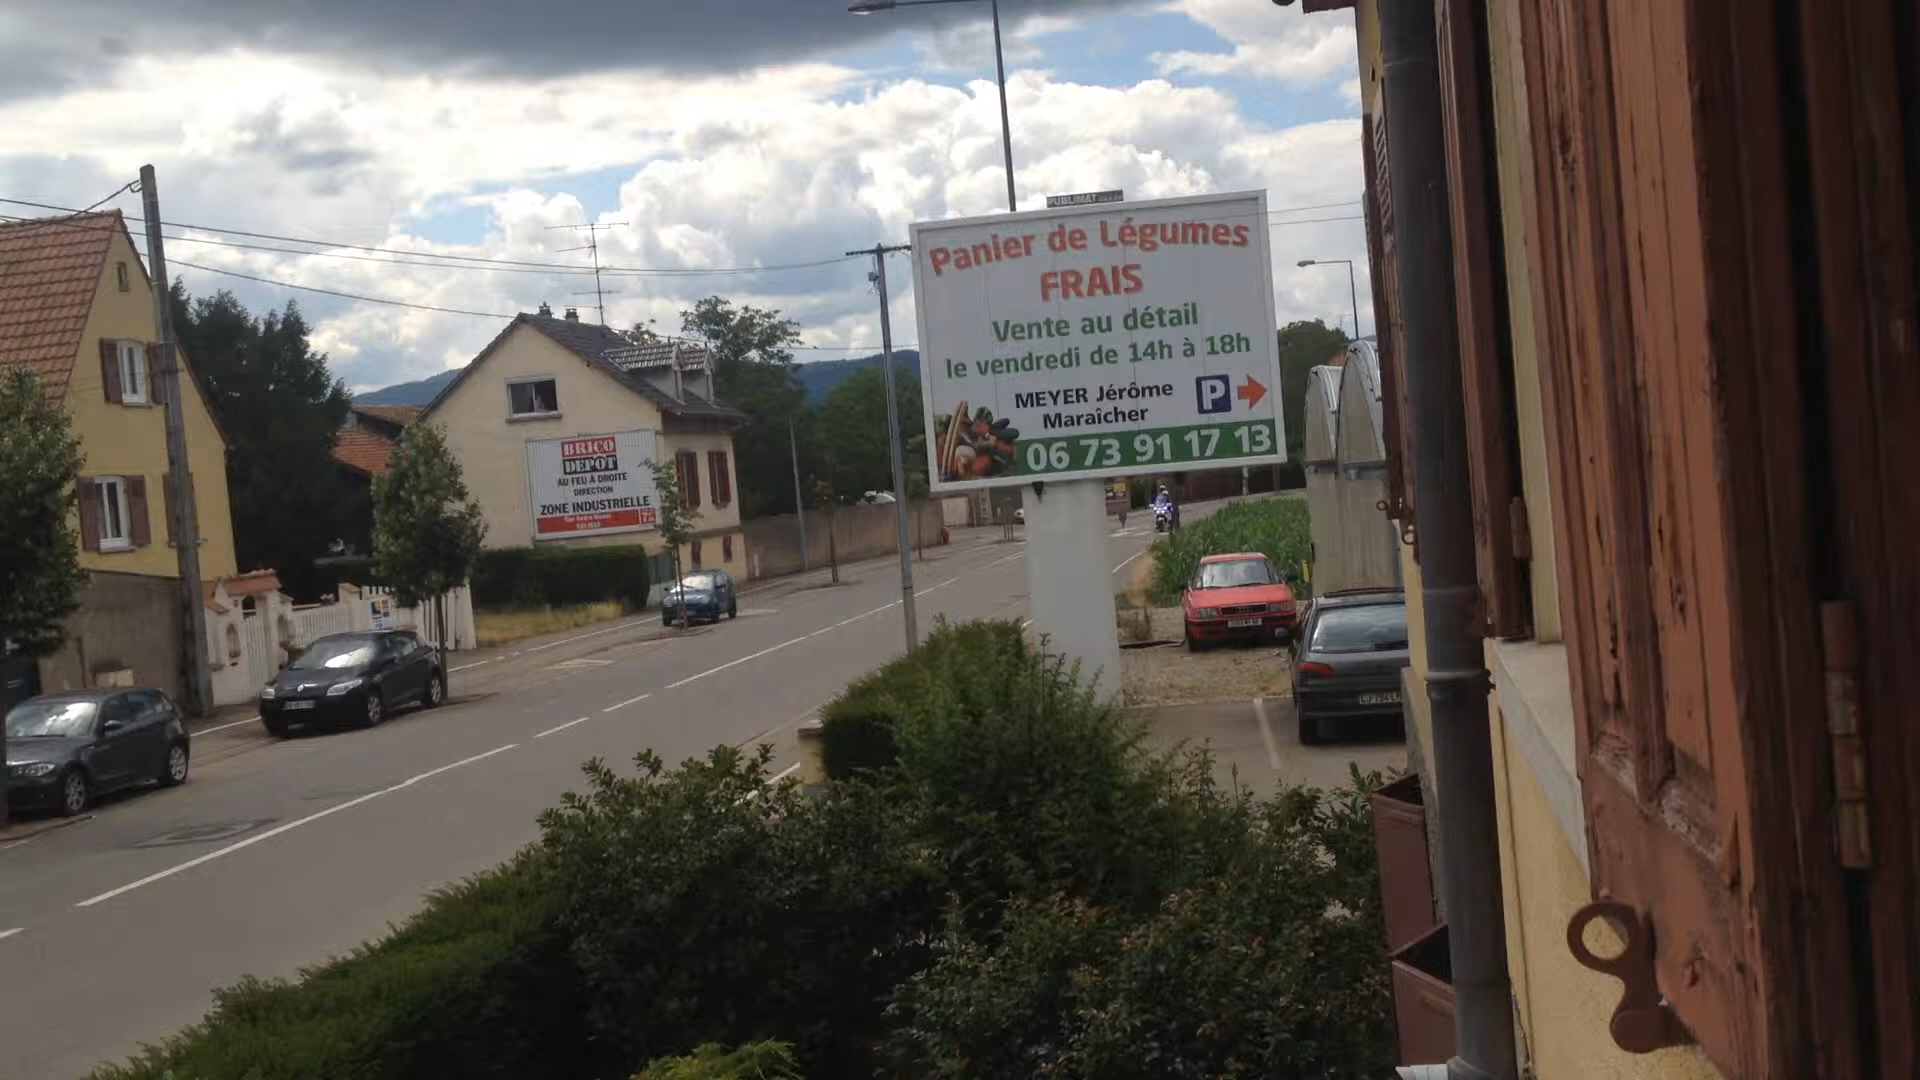 PUBLIMAT
Panier de Légumes
FRAIS
Vente au détail
le vendredi de 14h à 18h
MEYER Jérôme
Maraîcher
P
06 73 91 17 13
BRICO
DEPÔT
AU FEU À DROITE
DIRECTION
ZONE INDUSTRIELLE